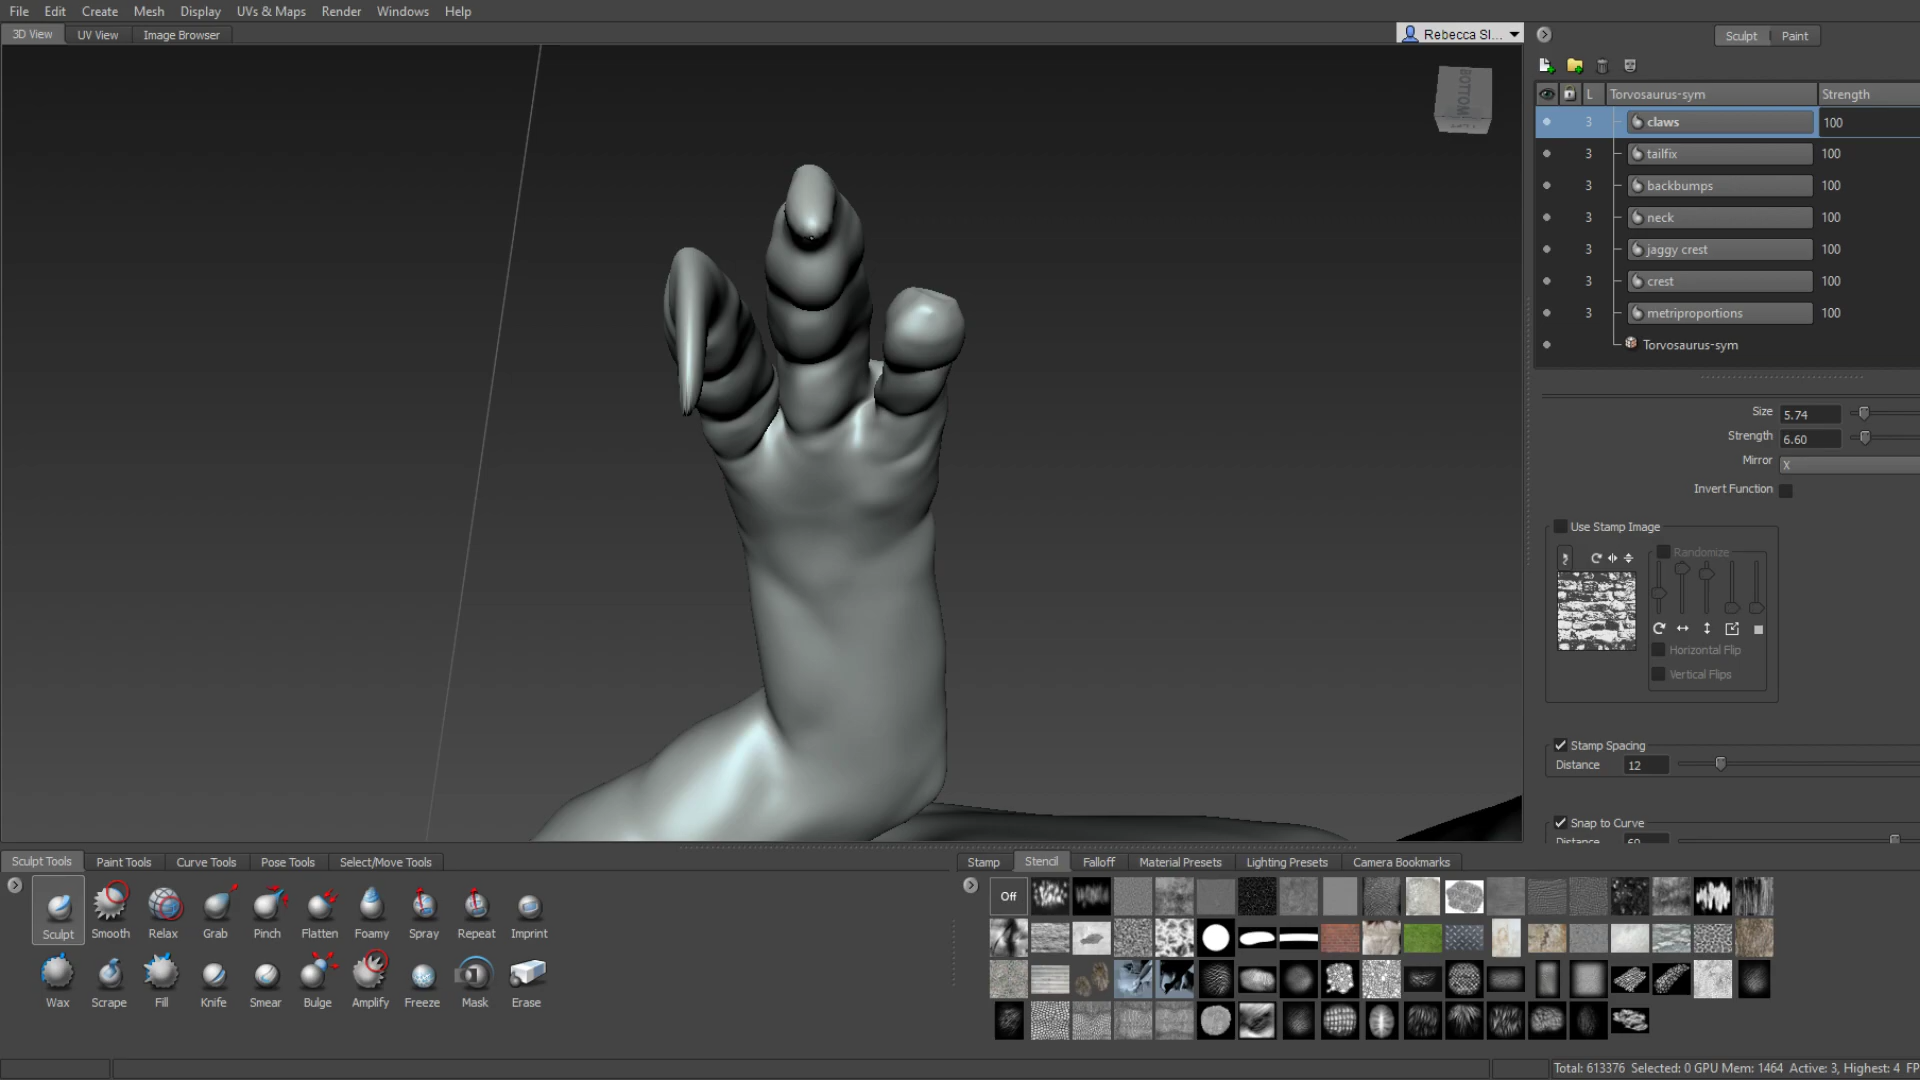 File Edit Create Mesh Display UVs & Maps Render Windows Help
3D View UV View Image Browser
Rebecca Sl...
Sculpt Paint
BOTTOM
L Torvosaurus-sym Strength
3 claws 100
3 tailfix 100
3 backbumps 100
3 neck 100
3 jaggy crest 100
3 crest 100
3 metriproportions 100
Torvosaurus-sym
Size 5.74
Strength 6.60
Mirror X
Invert Function
Use Stamp Image
Randomize
Horizontal Flip
Vertical Flips
Stamp Spacing
Distance 12
Snap to Curve
Distance 60
Sculpt Tools Paint Tools Curve Tools Pose Tools Select/Move Tools
Stamp Stencil Falloff Material Presets Lighting Presets Camera Bookmarks
Off
Sculpt Smooth Relax Grab Pinch Flatten Foamy Spray Repeat Imprint
Wax Scrape Fill Knife Smear Bulge Amplify Freeze Mask Erase
Total: 613376 Selected: 0 GPU Mem: 1464 Active: 3, Highest: 4 FP